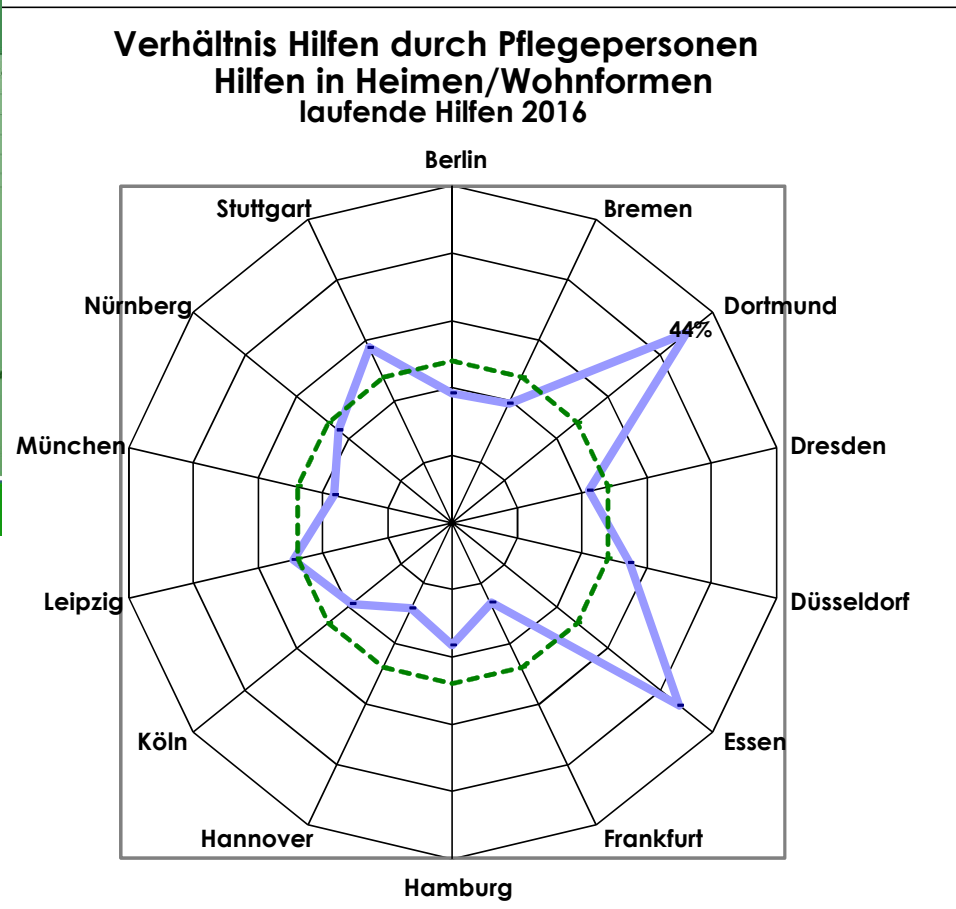 Verhältnis Hilfen durch Pflegepersonen
Hilfen in Heimen/Wohnformen
laufende Hilfen 2016
Berlin
Stuttgart
Bremen
Nürnberg
Dortmund
44%
München
Dresden
Leipzig
Düsseldorf
Köln
Essen
Hannover
Frankfurt
Hamburg